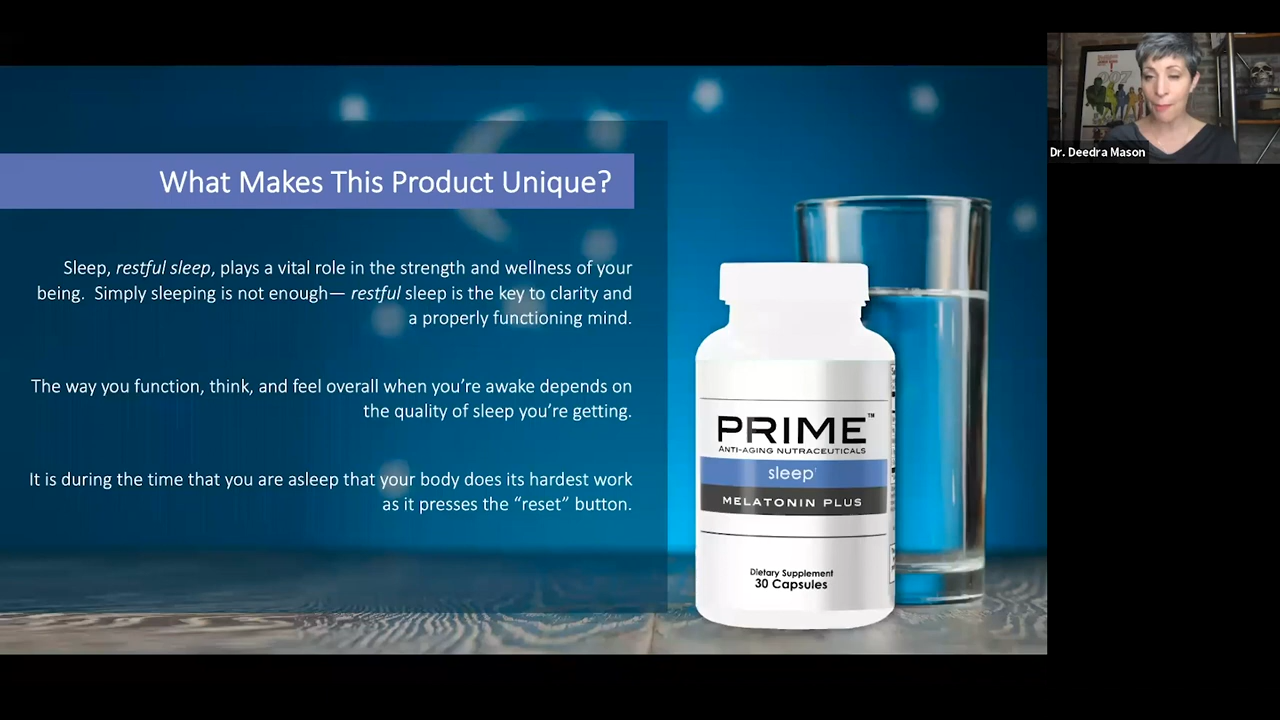 What Makes This Product Unique?
Sleep, restful sleep, plays a vital role in the strength and wellness of your
being.  Simply sleeping is not enough— restful sleep is the key to clarity and
a properly functioning mind.
The way you function, think, and feel overall when you’re awake depends on
the quality of sleep you’re getting.
It is during the time that you are asleep that your body does its hardest work
as it presses the “reset” button.
PRIME™
ANTI-AGING NUTRACEUTICALS
sleep†
MELATONIN PLUS
Dietary Supplement
30 Capsules
007
Dr. Deedra Mason